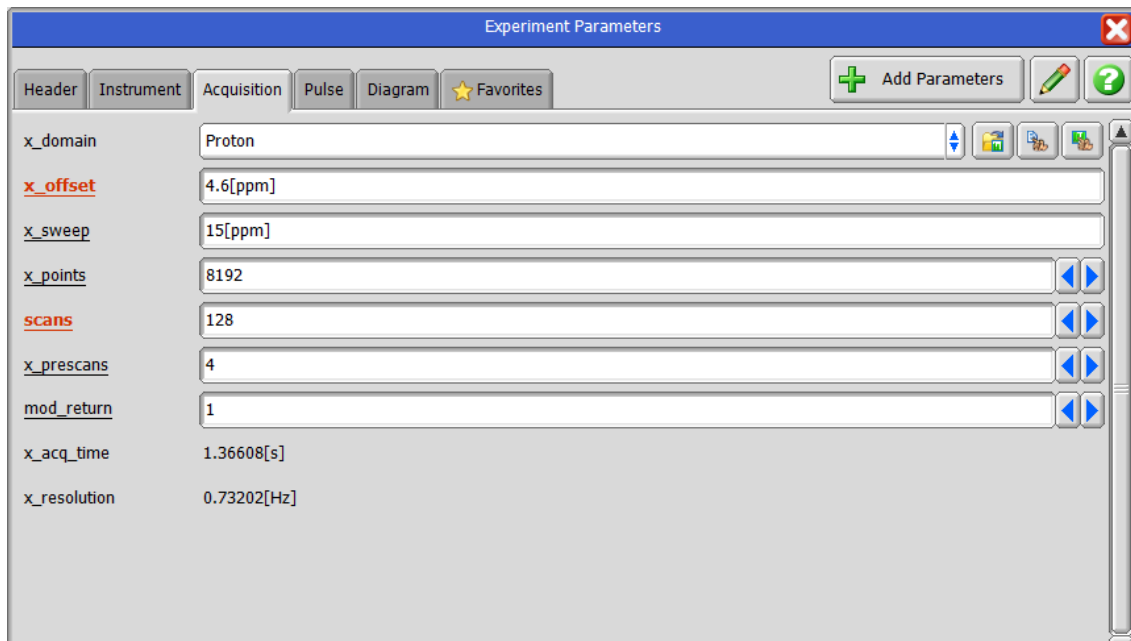 Experiment Parameters
Header Instrument Acquisition Pulse Diagram Favorites Add Parameters
x_domain Proton
x_offset 4.6[ppm]
x_sweep 15[ppm]
x_points 8192
scans 128
x_prescans 4
mod_return 1
x_acq_time 1.36608[s]
x_resolution 0.73202[Hz]